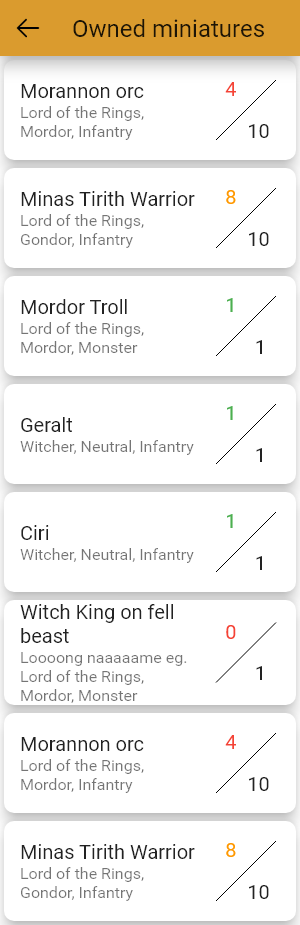 Owned miniatures
Morannon orc
Lord of the Rings,
Mordor, Infantry
4
10
Minas Tirith Warrior
Lord of the Rings,
Gondor, Infantry
8
10
Mordor Troll
Lord of the Rings,
Mordor, Monster
1
1
Geralt
Witcher, Neutral, Infantry
1
1
Ciri
Witcher, Neutral, Infantry
1
1
Witch King on fell
beast
Loooong naaaaame eg.
Lord of the Rings,
Mordor, Monster
0
1
Morannon orc
Lord of the Rings,
Mordor, Infantry
4
10
Minas Tirith Warrior
Lord of the Rings,
Gondor, Infantry
8
10